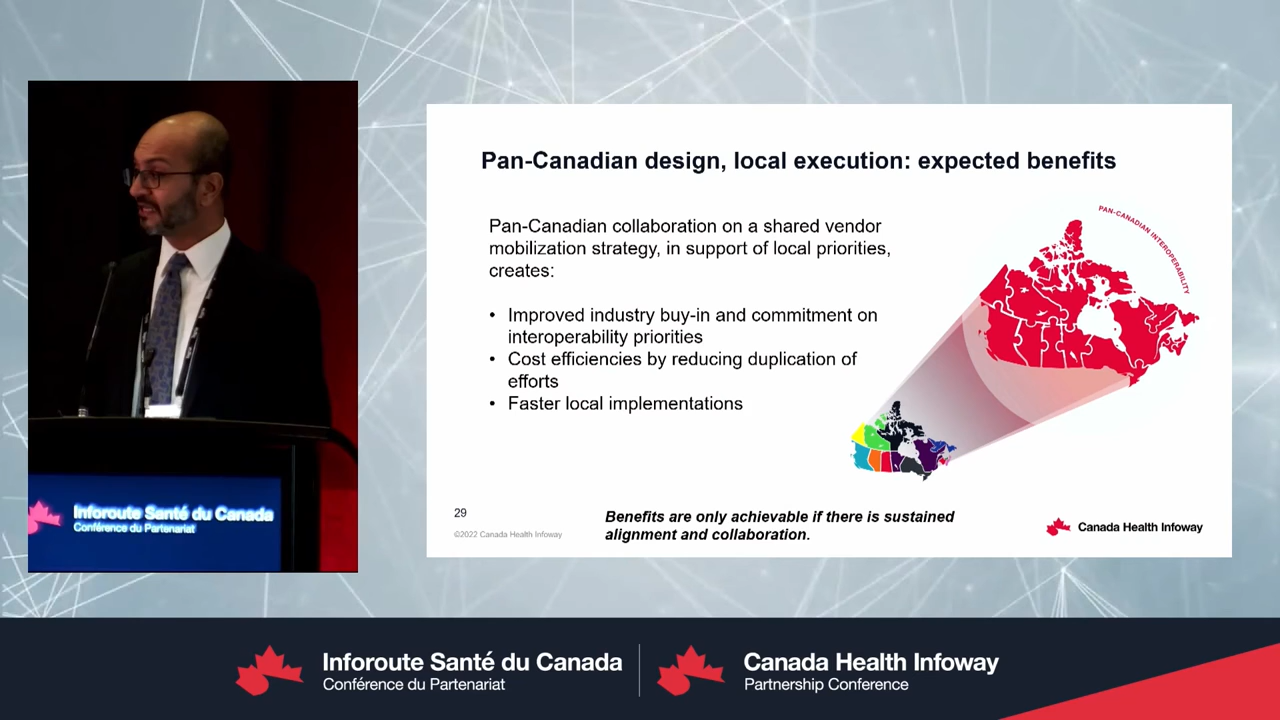 Pan-Canadian design, local execution: expected benefits
Pan-Canadian collaboration on a shared vendor
mobilization strategy, in support of local priorities,
creates:
• Improved industry buy-in and commitment on
interoperability priorities
• Cost efficiencies by reducing duplication of
efforts
• Faster local implementations
PAN-CANADIAN INTEROPERABILITY
29
©2022 Canada Health Infoway
Benefits are only achievable if there is sustained
alignment and collaboration.
Canada Health Infoway
Inforoute Santé du Canada
Conférence du Partenariat
Inforoute Santé du Canada
Conférence du Partenariat
Canada Health Infoway
Partnership Conference